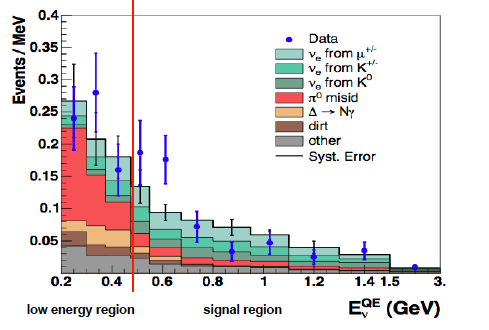 0.4
0.35
0.3
0.25
0.2
0.15
0.1
0.05
Events / MeV
Data
νe from μ+/-
νe from K+/-
νe from K0
π0 misid
Δ → Nγ
dirt
other
Syst. Error
0.2 0.4 0.6 0.8 1 1.2 1.4 1.5 3.
low energy region signal region EνQE (GeV)